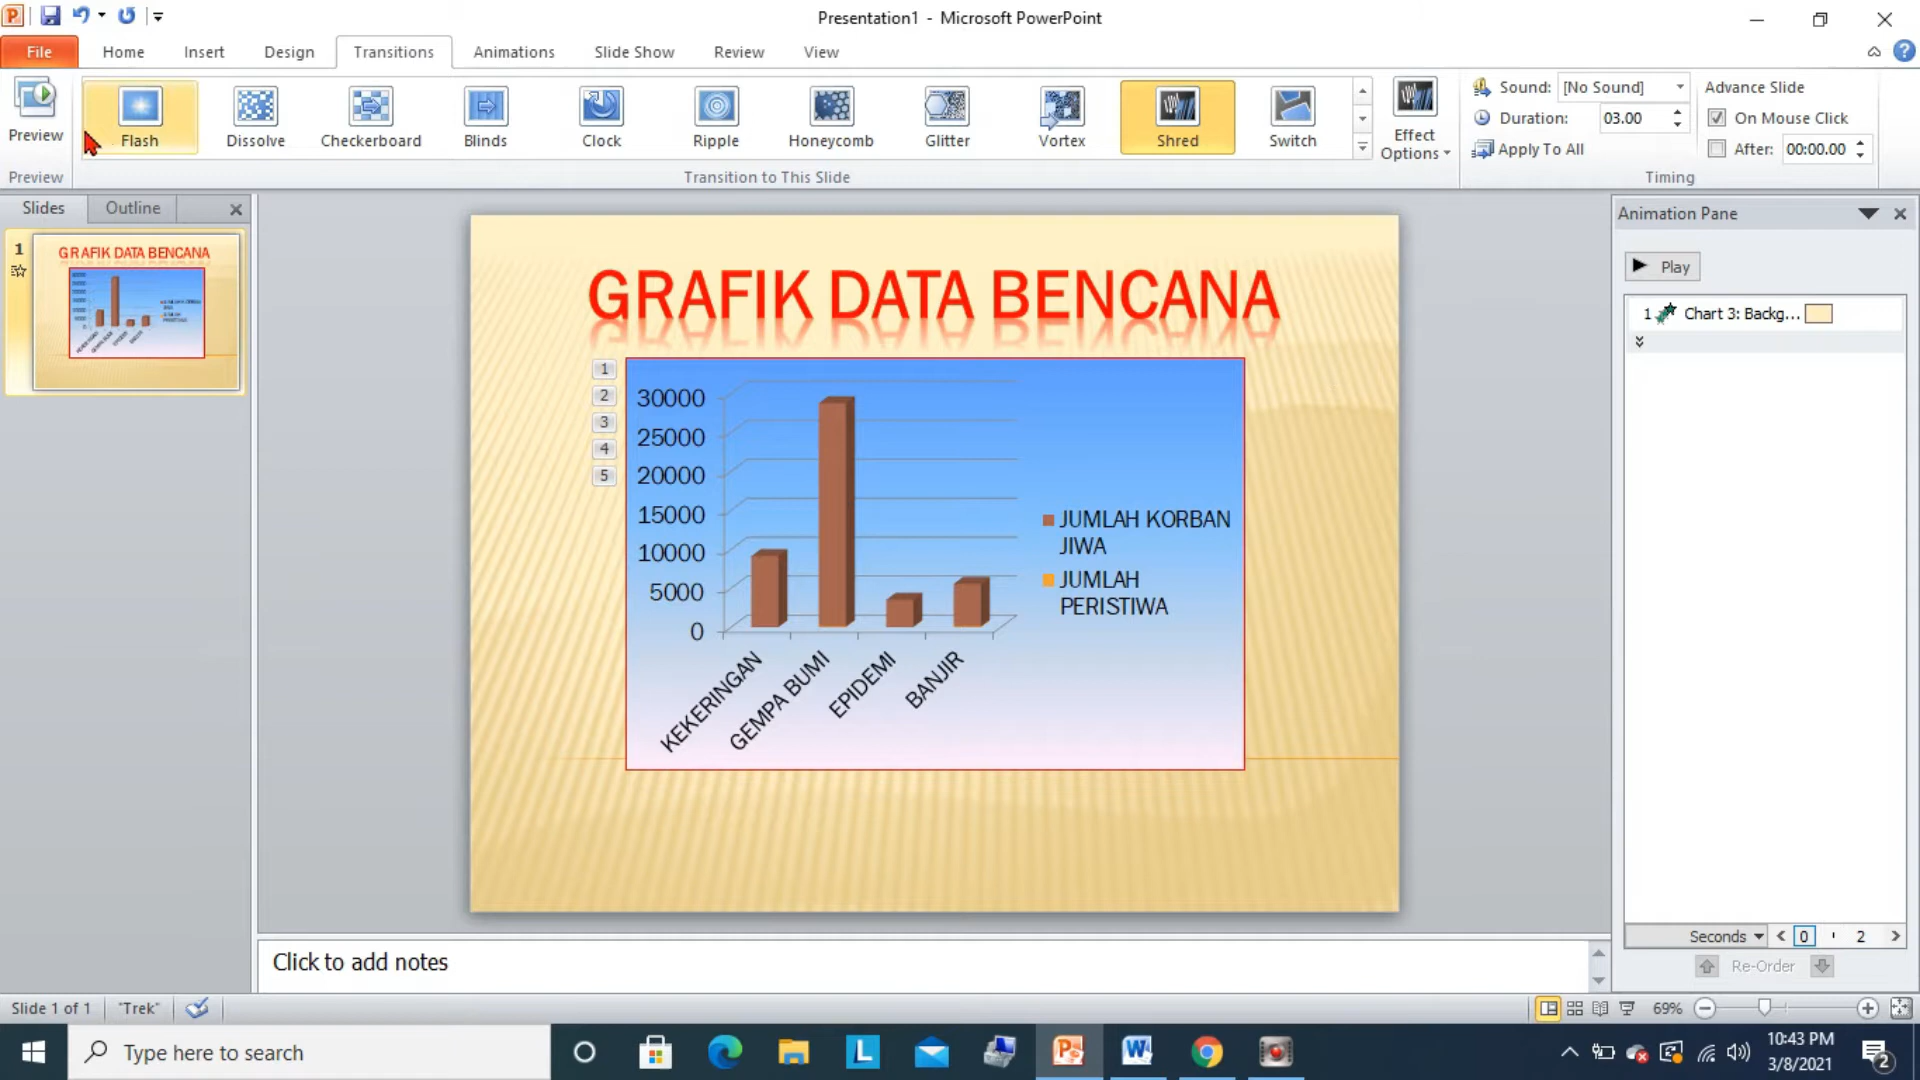 Presentation1 - Microsoft PowerPoint
File Home Insert Design Transitions Animations Slide Show Review View
Preview
Flash
Dissolve
Checkerboard
Blinds
Clock
Ripple
Honeycomb
Glitter
Vortex
Shred
Switch
Effect
Options
Sound: [No Sound]
Duration: 03.00
Apply To All
Advance Slide
On Mouse Click
After: 00:00.00
Preview
Transition to This Slide
Timing
Slides Outline
1
GRAFIK DATA BENCANA
GRAFIK DATA BENCANA
1
2
3
4
5
30000
25000
20000
15000
10000
5000
0
KEKERINGAN
GEMPA BUMI
EPIDEMI
BANJIR
JUMLAH KORBAN
JIWA
JUMLAH
PERISTIWA
Animation Pane
Play
1 Chart 3: Backg...
Seconds 0 2
Re-Order
Click to add notes
Slide 1 of 1 "Trek"
69%
Type here to search
10:43 PM
3/8/2021
2